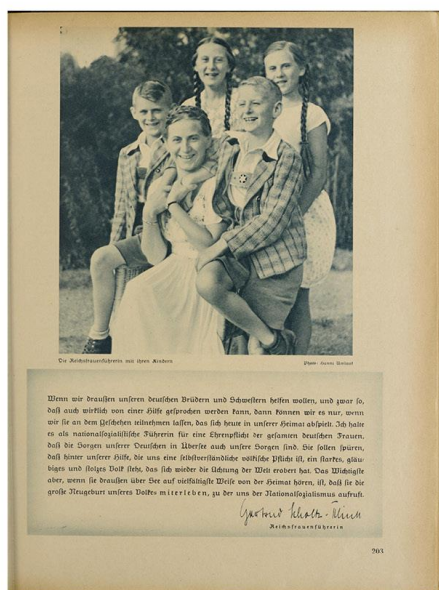 Die Reichsfrauenführerin mit ihren Kindern
Photo: Hanns
Wenn wir draußen unseren deutschen Brüdern und Schwestern helfen wollen, und zwar so,
daß auch wirklich von einer Hilfe gesprochen werden kann, dann können wir es nur, wenn
wir sie an dem Geschehen teilnehmen lassen, das sich heute in unserer Heimat abspielt. Ich halte
es als nationalsozialistische Führerin für eine Ehrenpflicht der gesamten deutschen Frauen,
daß die Sorgen unserer Deutschen in Übersee auch unsere Sorgen sind. Sie sollen spüren,
daß hinter unserer Hilfe, die uns eine selbstverständliche völkische Pflicht ist, ein starkes, gläu-
biges und stolzes Volk steht, das sich wieder die Achtung der Welt erobert hat. Das Wichtigste
aber, wenn sie draußen über See auf vielfältigste Weise von der Heimat hören, ist, daß sie die
große Neugeburt unseres Volkes miterleben, zu der uns der Nationalsozialismus aufruft.
Gertrud Scholtz-Klink
Reichsfrauenführerin
203